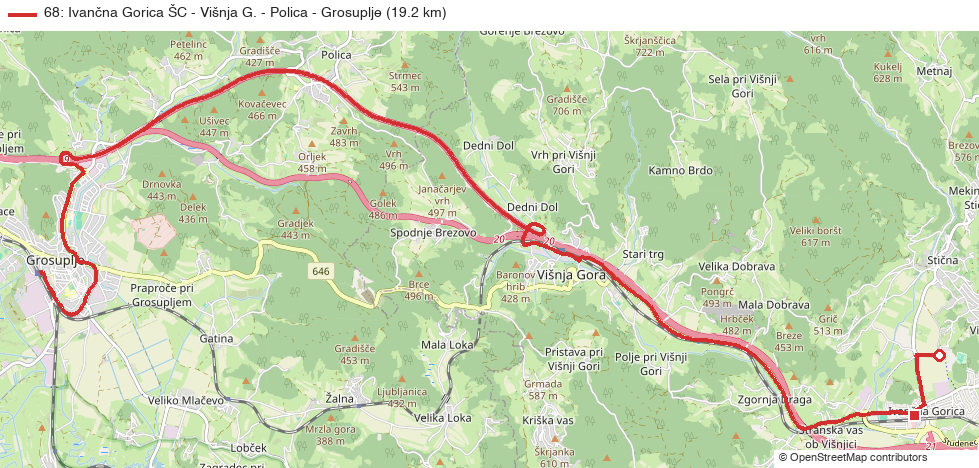 68: Ivančna Gorica ŠC - Višnja G. - Polica - Grosuplje (19.2 km)
Gorenje Brezovo
Petelinc
462 m
Gradišče
427 m
Polica
Škrjanščica
722 m
vrh
616 m
Kukelj
628 m
Metnaj
Strmec
543 m
Sela pri Višnji
Gori
Kovačevec
466 m
Gradišče
706 m
Ušivec
447 m
Zavrh
483 m
Dedni Dol
Orljek
458 m
Vrh
496 m
Vrh pri Višnji
Gori
Kamno Brdo
Drnovka
443 m
Janačarjev
vrh
497 m
Delek
436 m
Golek
486 m
Dedni Dol
Gradjek
443 m
Spodnje Brezovo
20
20
Veliki boršt
617 m
Stari trg
Stična
Grosuplje
646
Baronov
hrib
428 m
Višnja Gora
Velika Dobrava
Praproče pri
Grosupljem
Brce
496 m
Pongrč
493 m
Mala Dobrava
Hrbček
482 m
Grič
513 m
Breze
453 m
Gatina
Gradišče
453 m
Mala Loka
Pristava pri
Višnji Gori
Polje pri Višnji
Gori
Ljubljanica
432 m
Grmada
587 m
Veliko Mlačevo
Žalna
Zgornja Draga
Velika Loka
Kriška vas
Mrzla gora
388 m
Stranska vas
ob Višnjici
Lobček
Škrjanka
610 m
21
© OpenStreetMap contributors